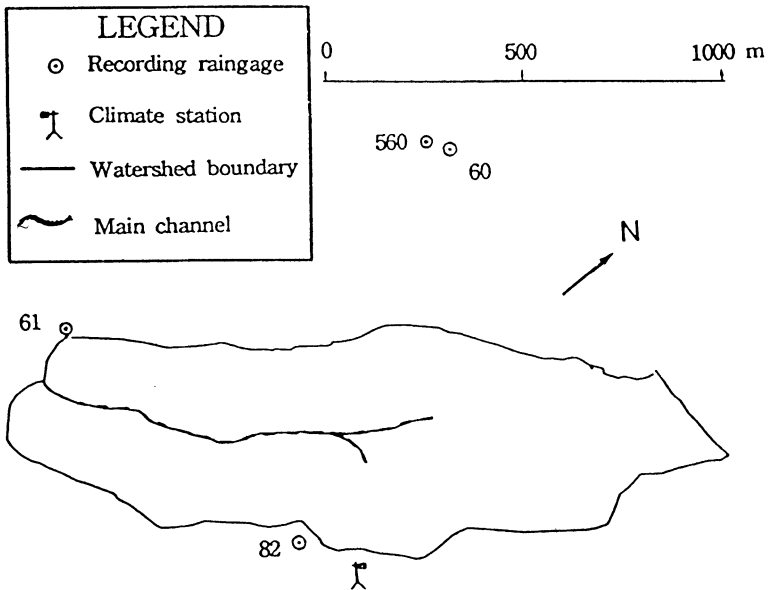 LEGEND
Recording raingage
Climate station
Watershed boundary
Main channel
0 500 1000 m
560
60
N
61
82